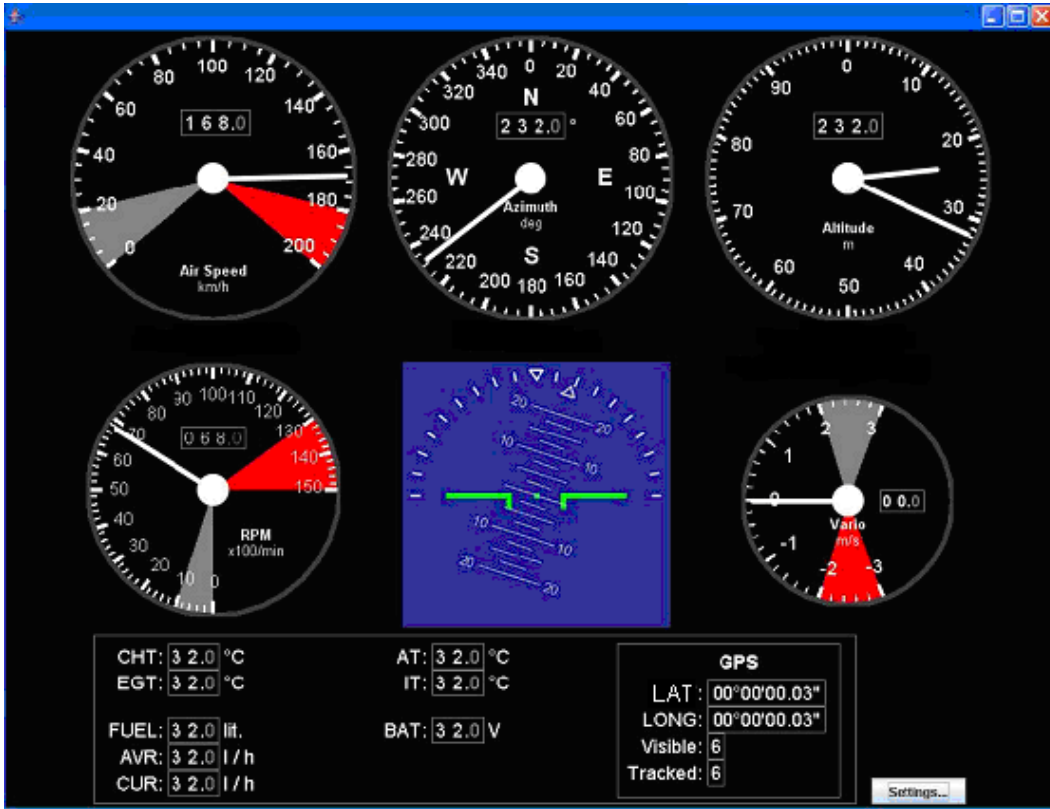 0 20 40 60 80 100 120 140 160 180 200
168.0
Air Speed
km/h
0 20 40 60 80 100 120 140 160 180 200 220 240 260 280 300 320 340
N
E
S
W
232.0 °
Azimuth
deg
0 10 20 30 40 50 60 70 80 90
232.0
Altitude
m
0 10 20 30 40 50 60 70 80 90 100 110 120 130 140 150
068.0
RPM
x100/min
20 20
10 10
10 10
20 20
2 3
1
0
-1
-2 -3
00.0
Vario
m/s
CHT: 32.0 °C
EGT: 32.0 °C
FUEL: 32.0 lit.
AVR: 32.0 l / h
CUR: 32.0 l / h
AT: 32.0 °C
IT: 32.0 °C
BAT: 32.0 V
GPS
LAT : 00°00'00.03"
LONG: 00°00'00.03"
Visible: 6
Tracked: 6
Settings...